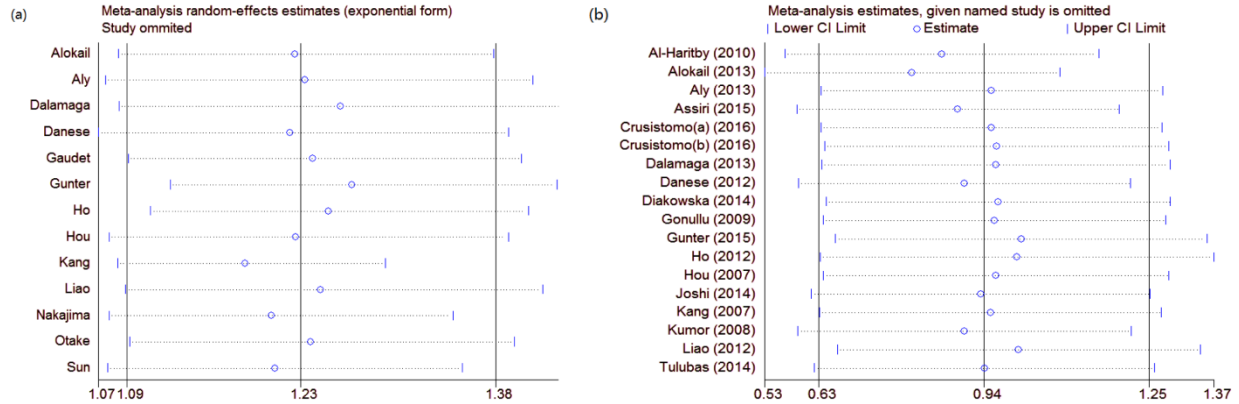 (a)
Meta-analysis random-effects estimates (exponential form)
Study ommited
Alokail
Aly
Dalamaga
Danese
Gaudet
Gunter
Ho
Hou
Kang
Liao
Nakajima
Otake
Sun
1.07 1.09 1.23 1.38
(b)
Meta-analysis estimates, given named study is omitted
Lower CI Limit Estimate Upper CI Limit
Al-Haritby (2010)
Alokail (2013)
Aly (2013)
Assiri (2015)
Crusistomo(a) (2016)
Crusistomo(b) (2016)
Dalamaga (2013)
Danese (2012)
Diakowska (2014)
Gonullu (2009)
Gunter (2015)
Ho (2012)
Hou (2007)
Joshi (2014)
Kang (2007)
Kumor (2008)
Liao (2012)
Tulubas (2014)
0.53 0.63 0.94 1.25 1.37